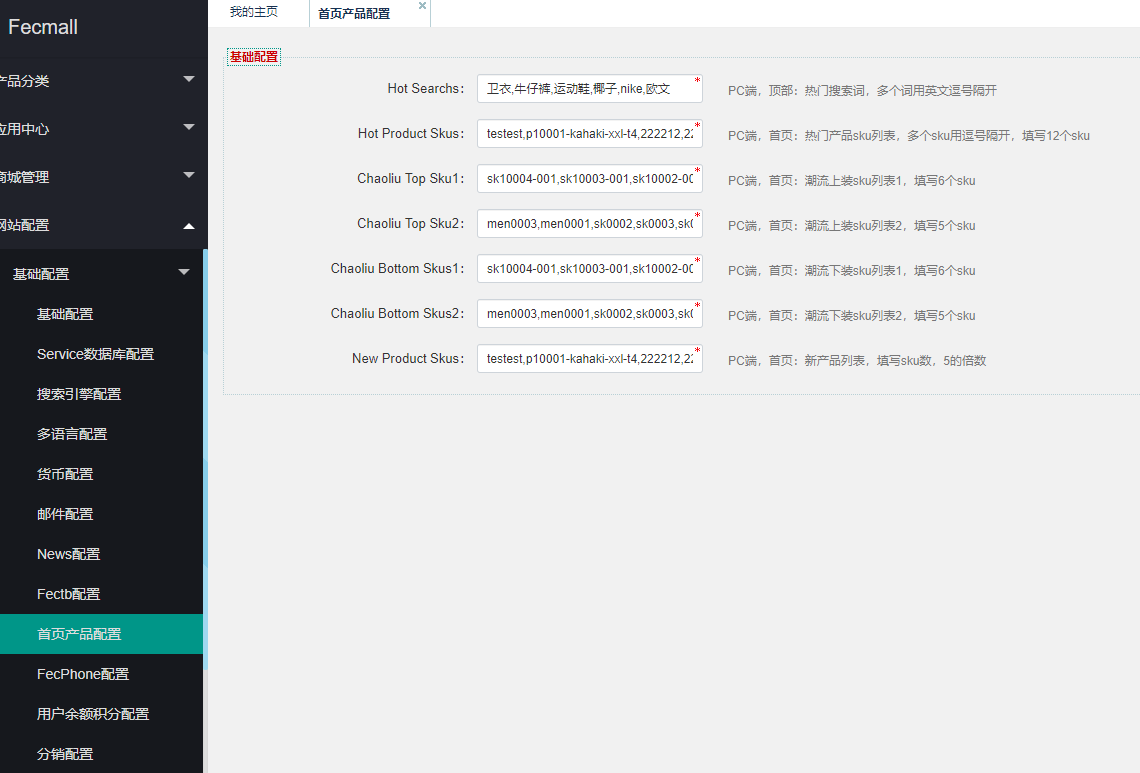 Fecmall
我的主页
首页产品配置
产品分类
应用中心
商城管理
网站配置
基础配置
基础配置
Service数据库配置
搜索引擎配置
多语言配置
货币配置
邮件配置
News配置
Fectb配置
首页产品配置
FecPhone配置
用户余额积分配置
分销配置
基础配置
Hot Searchs: 卫衣,牛仔裤,运动鞋,椰子,nike,欧文 * PC端，顶部：热门搜索词，多个词用英文逗号隔开
Hot Product Skus: testest,p10001-kahaki-xxl-t4,222212,22 * PC端，首页：热门产品sku列表，多个sku用逗号隔开，填写12个sku
Chaoliu Top Sku1: sk10004-001,sk10003-001,sk10002-00 * PC端，首页：潮流上装sku列表1，填写6个sku
Chaoliu Top Sku2: men0003,men0001,sk0002,sk0003,sk0 * PC端，首页：潮流上装sku列表2，填写5个sku
Chaoliu Bottom Skus1: sk10004-001,sk10003-001,sk10002-00 * PC端，首页：潮流下装sku列表1，填写6个sku
Chaoliu Bottom Skus2: men0003,men0001,sk0002,sk0003,sk0 * PC端，首页：潮流下装sku列表2，填写5个sku
New Product Skus: testest,p10001-kahaki-xxl-t4,222212,22 * PC端，首页：新产品列表，填写sku数，5的倍数